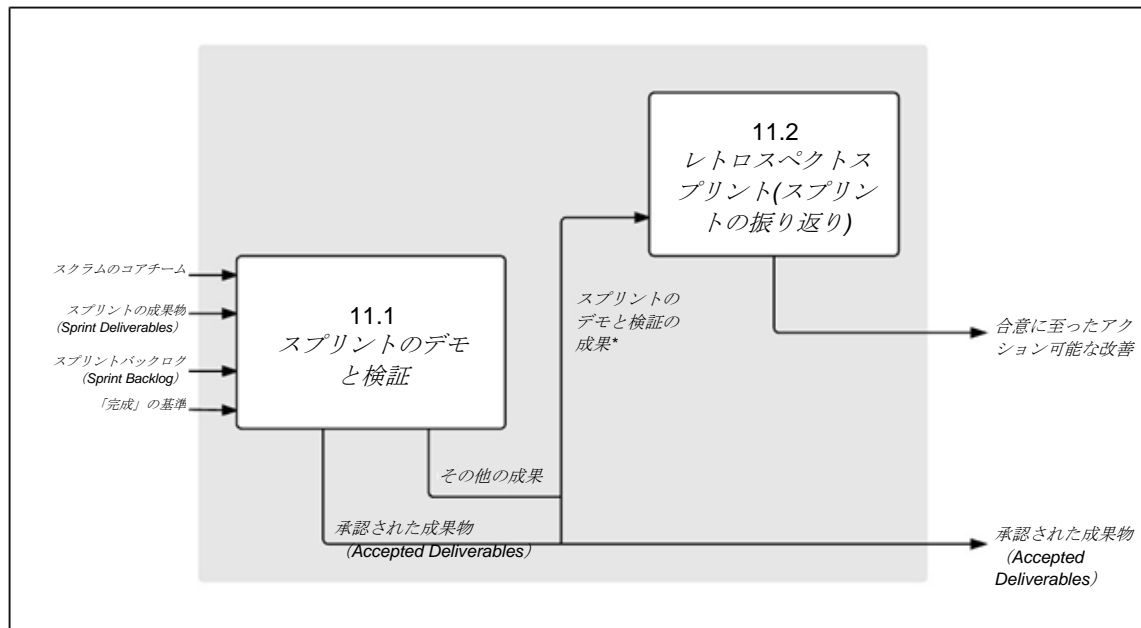 11.2
レトロスペクトス
プリント(スプリン
トの振り返り)
スクラムのコアチーム
スプリントの成果物
（Sprint Deliverables）
スプリントバックログ
（Sprint Backlog）
「完成」の基準
11.1
スプリントのデモ
と検証
スプリントの
デモと検証の
成果*
合意に至ったアク
ション可能な改善
その他の成果
承認された成果物
（Accepted Deliverables）
承認された成果物
（Accepted
Deliverables）